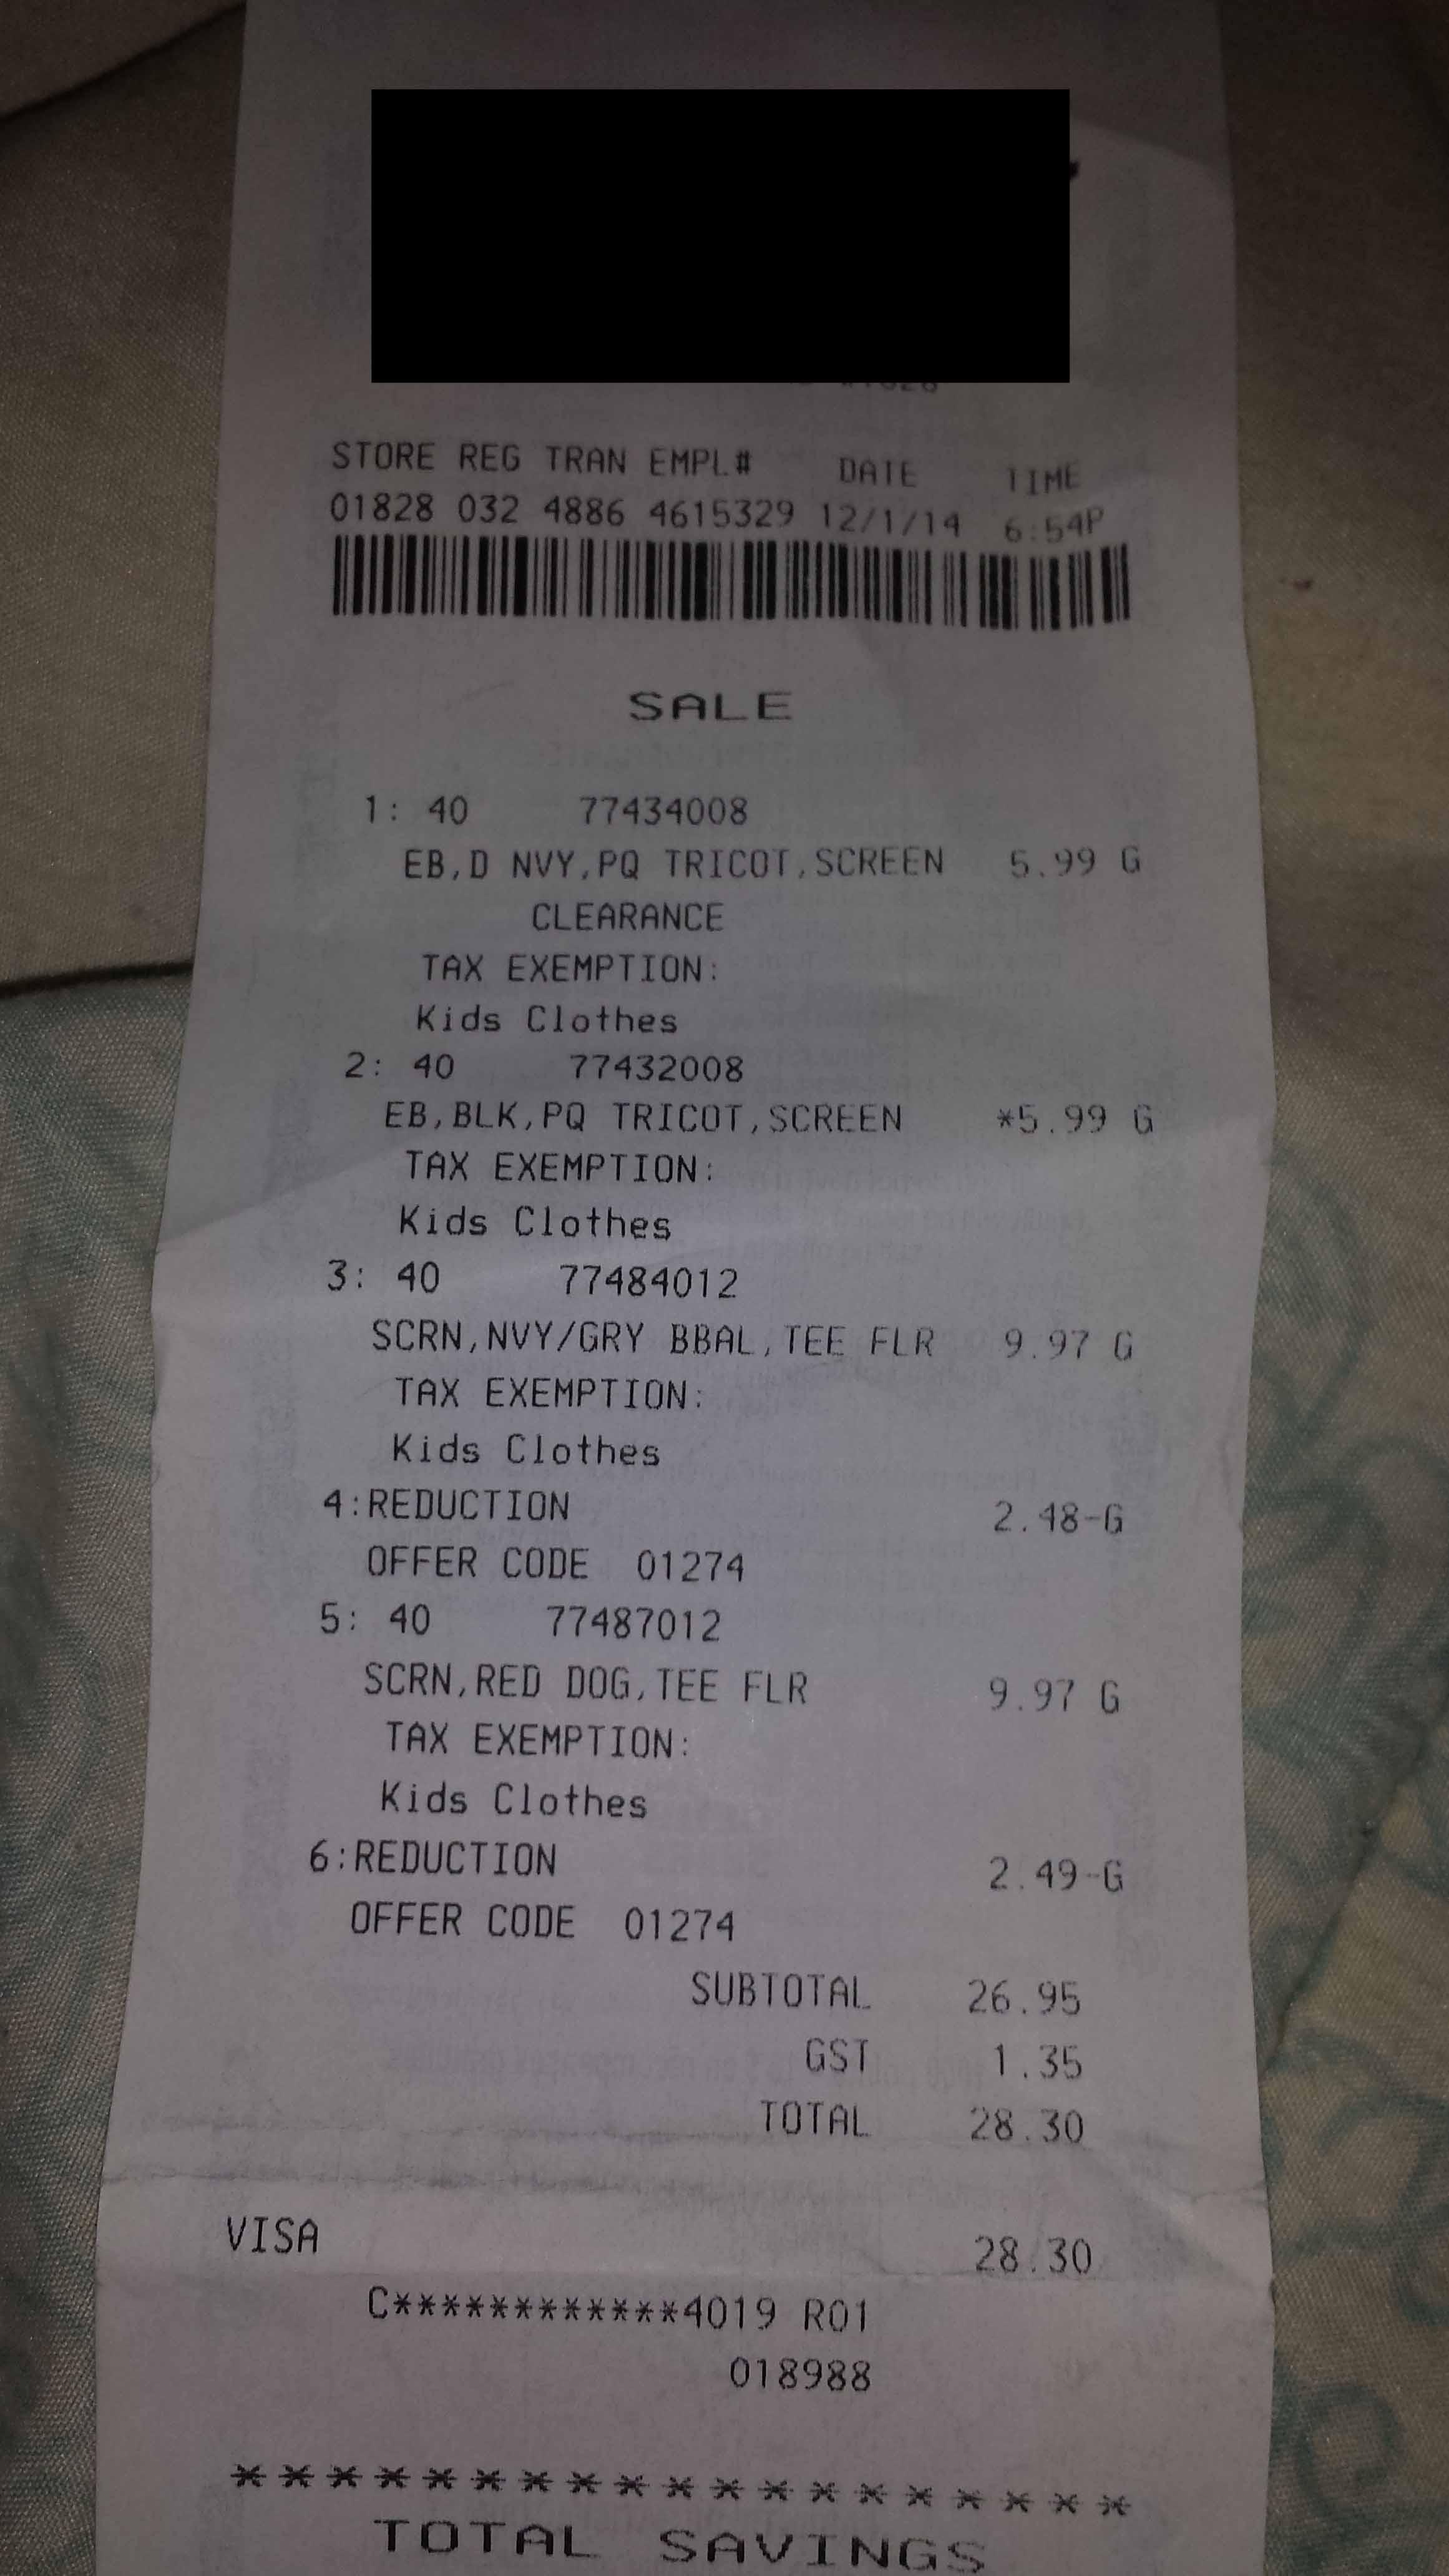 STORE REG TRAN EMPL# DATE TIME
01828 032 4886 4615329 12/1/14 6:54P
SALE
1: 40 77434008
EB,D NVY,PQ TRICOT,SCREEN 5.99 G
CLEARANCE
TAX EXEMPTION:
Kids Clothes
2: 40 77432008
EB,BLK,PQ TRICOT,SCREEN *5.99 G
TAX EXEMPTION:
Kids Clothes
3: 40 77484012
SCRN,NVY/GRY BBAL,TEE FLR 9.97 G
TAX EXEMPTION:
Kids Clothes
4:REDUCTION 2.48-G
OFFER CODE 01274
5: 40 77487012
SCRN,RED DOG,TEE FLR 9.97 G
TAX EXEMPTION:
Kids Clothes
6:REDUCTION 2.49-G
OFFER CODE 01274
SUBTOTAL 26.95
GST 1.35
TOTAL 28.30
VISA 28.30
C************4019 R01
018988
*******************
TOTAL SAVINGS